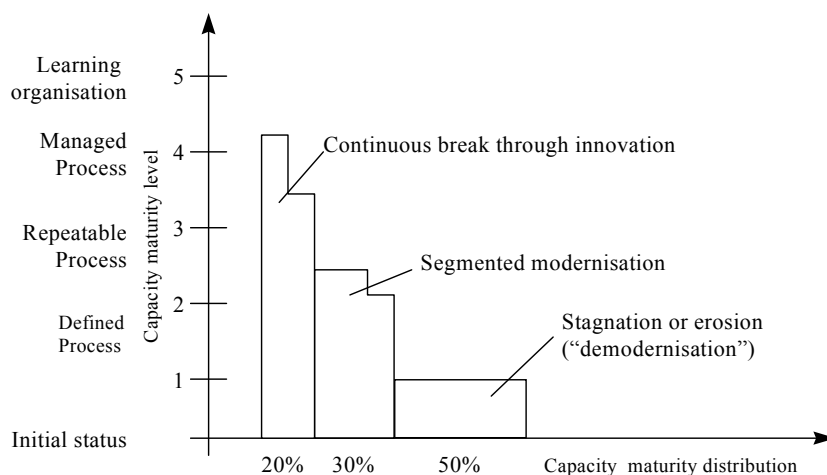 Learning
organisation
Managed
Process
Repeatable
Process
Defined
Process
Initial status
Capacity maturity level
5
4
3
2
1
Continuous break through innovation
Segmented modernisation
Stagnation or erosion
(“demodernisation”)
20% 30% 50% Capacity maturity distribution